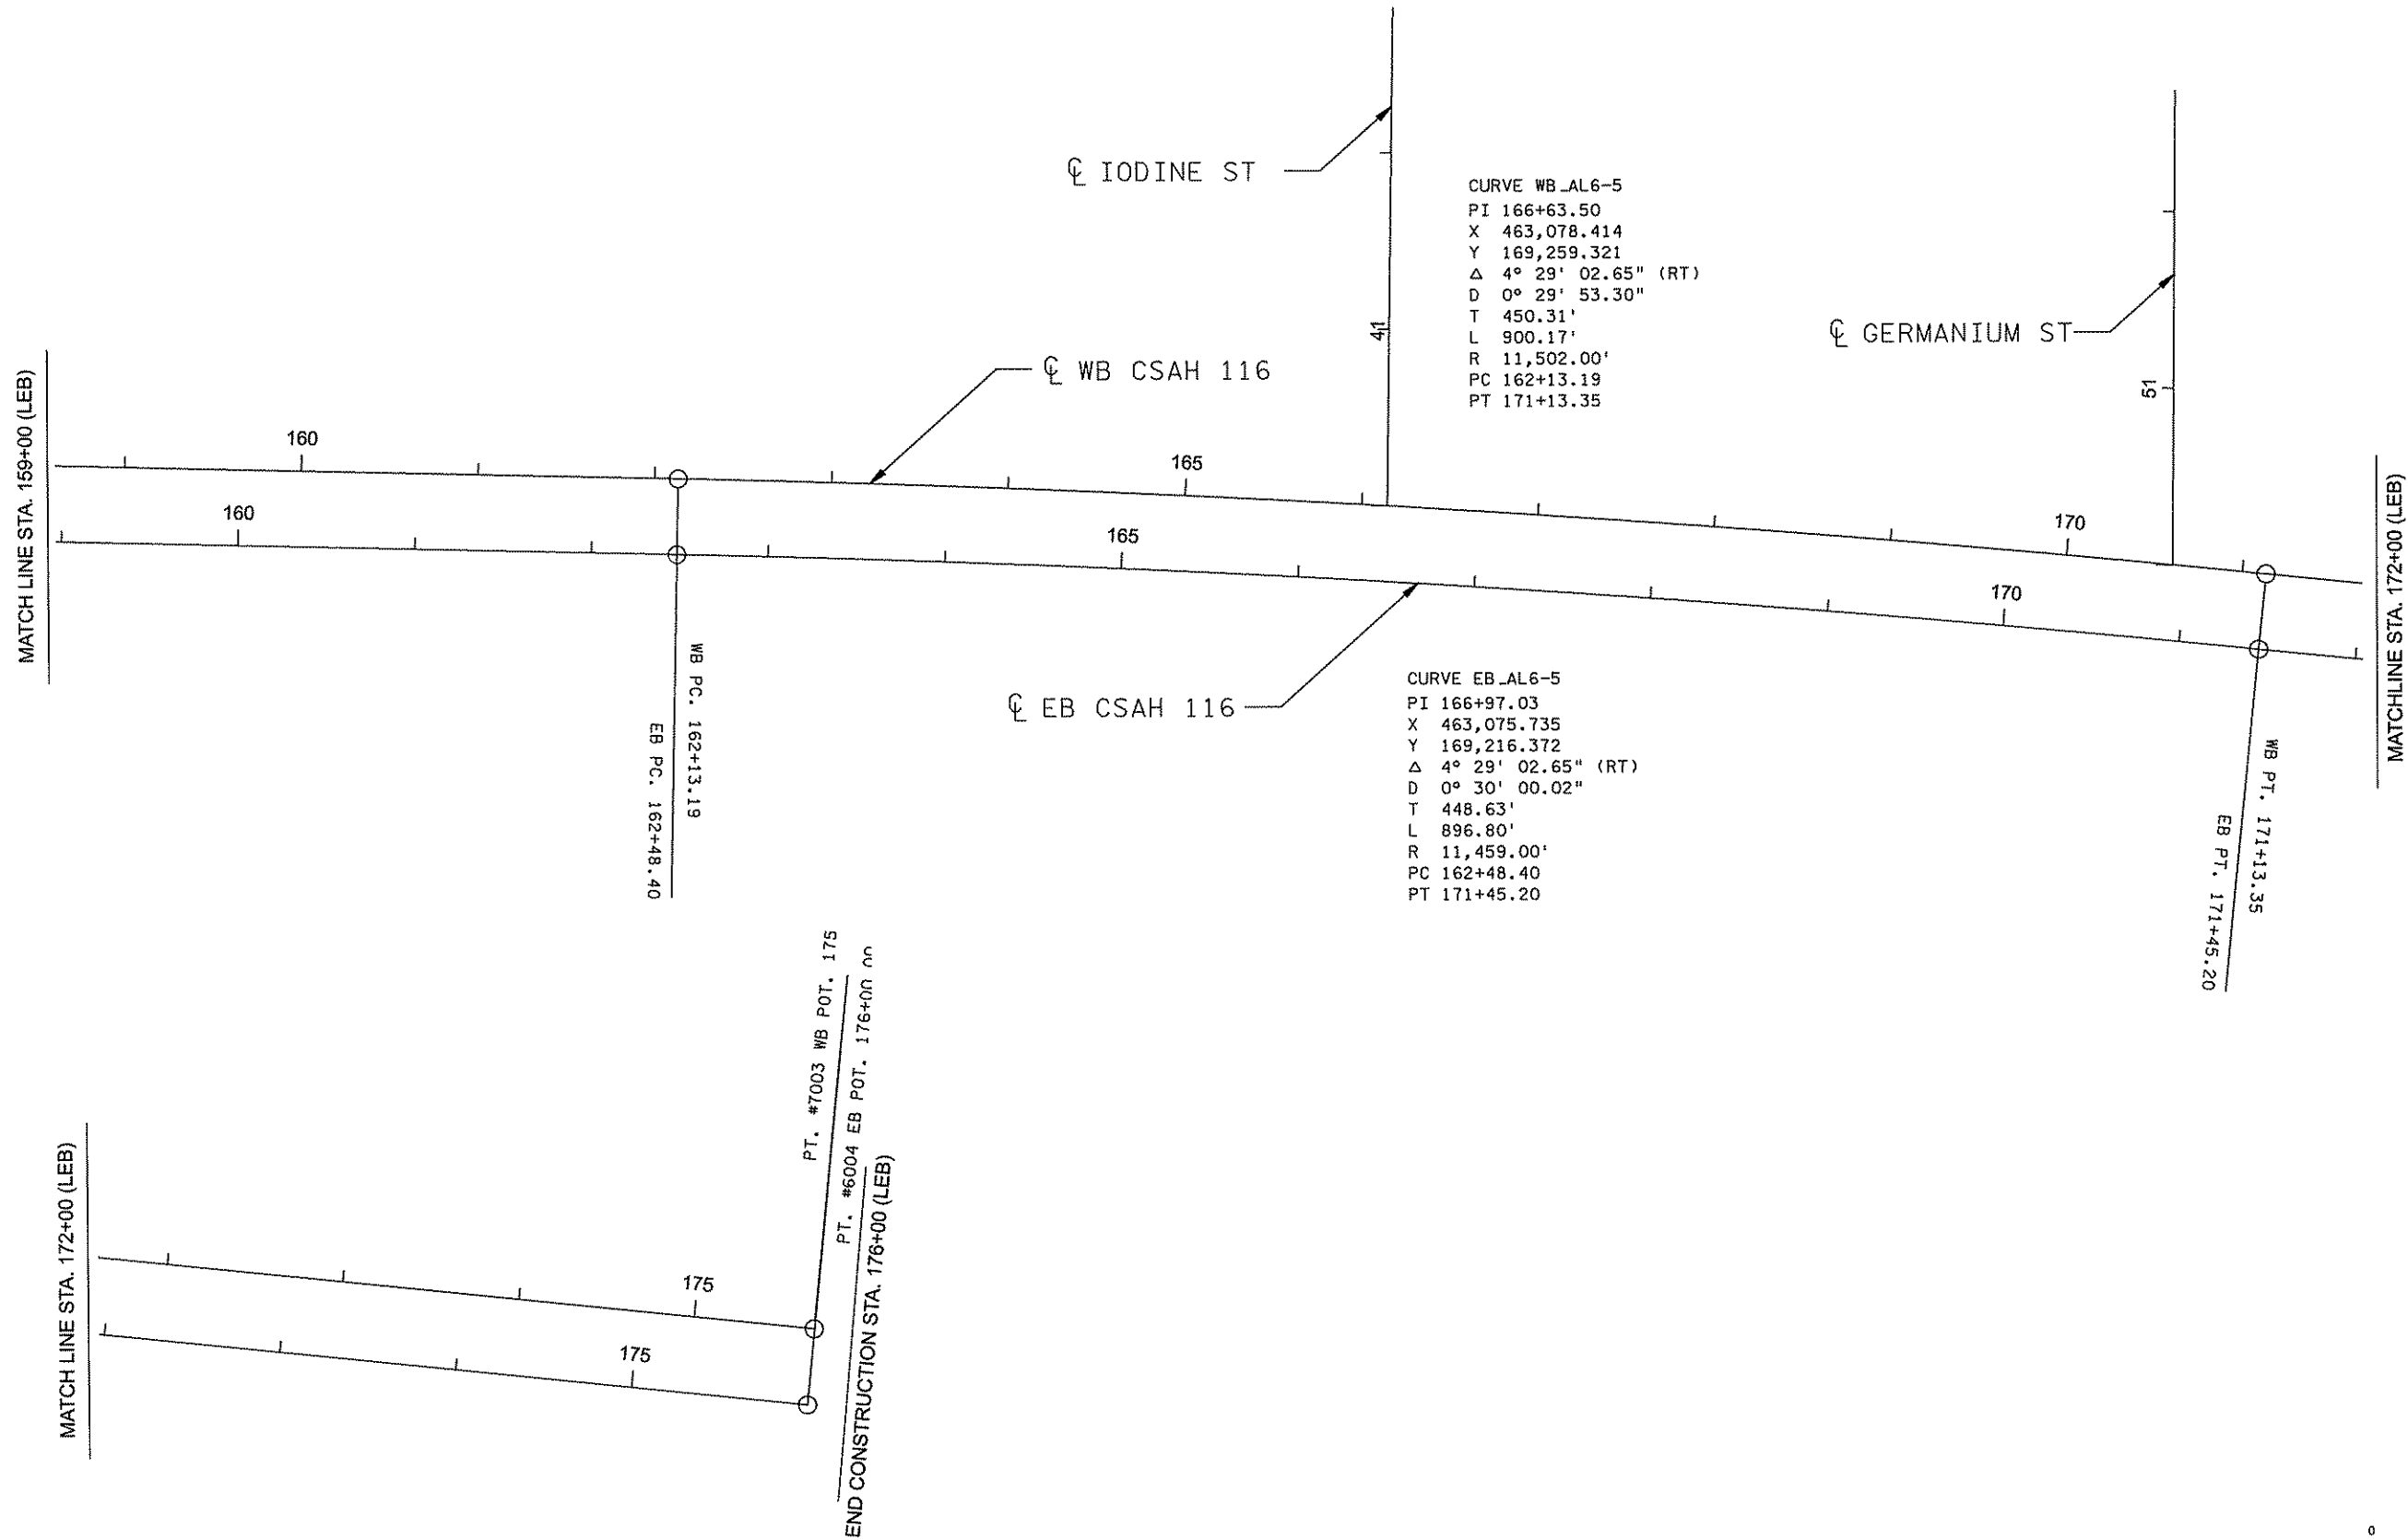 ℄ IODINE ST
CURVE WB_AL6-5
PI 166+63.50
X 463,078.414
Y 169,259.321
Δ 4° 29' 02.65" (RT)
D 0° 29' 53.30"
T 450.31'
L 900.17'
R 11,502.00'
PC 162+13.19
PT 171+13.35
℄ GERMANIUM ST
41
51
℄ WB CSAH 116
MATCH LINE STA. 159+00 (LEB)
160
165
170
160
165
170
MATCHLINE STA. 172+00 (LEB)
WB PC. 162+13.19
EB PC. 162+48.40
℄ EB CSAH 116
CURVE EB_AL6-5
PI 166+97.03
X 463,075.735
Y 169,216.372
Δ 4° 29' 02.65" (RT)
D 0° 30' 00.02"
T 448.63'
L 896.80'
R 11,459.00'
PC 162+48.40
PT 171+45.20
WB PT. 171+13.35
EB PT. 171+45.20
PT. #7003 WB POT. 175
PT. #6004 EB POT. 176+00.00
MATCH LINE STA. 172+00 (LEB)
175
175
END CONSTRUCTION STA. 176+00 (LEB)
0